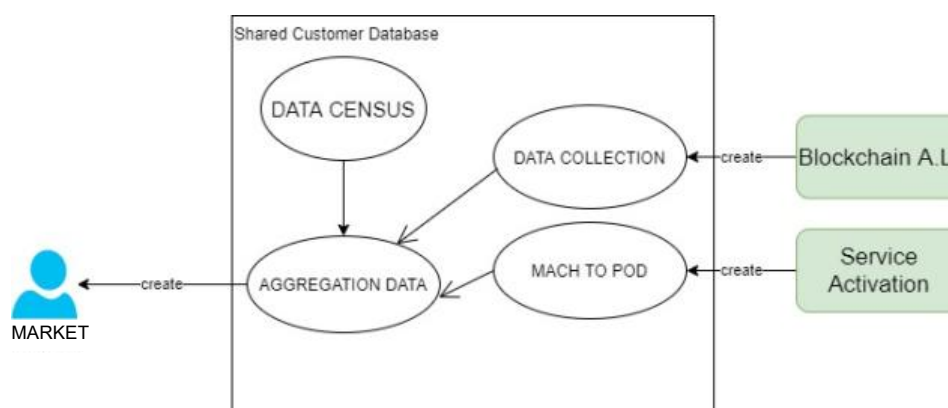 Shared Customer Database
DATA CENSUS
DATA COLLECTION
create
Blockchain A.L
MACH TO POD
create
Service
Activation
AGGREGATION DATA
create
MARKET